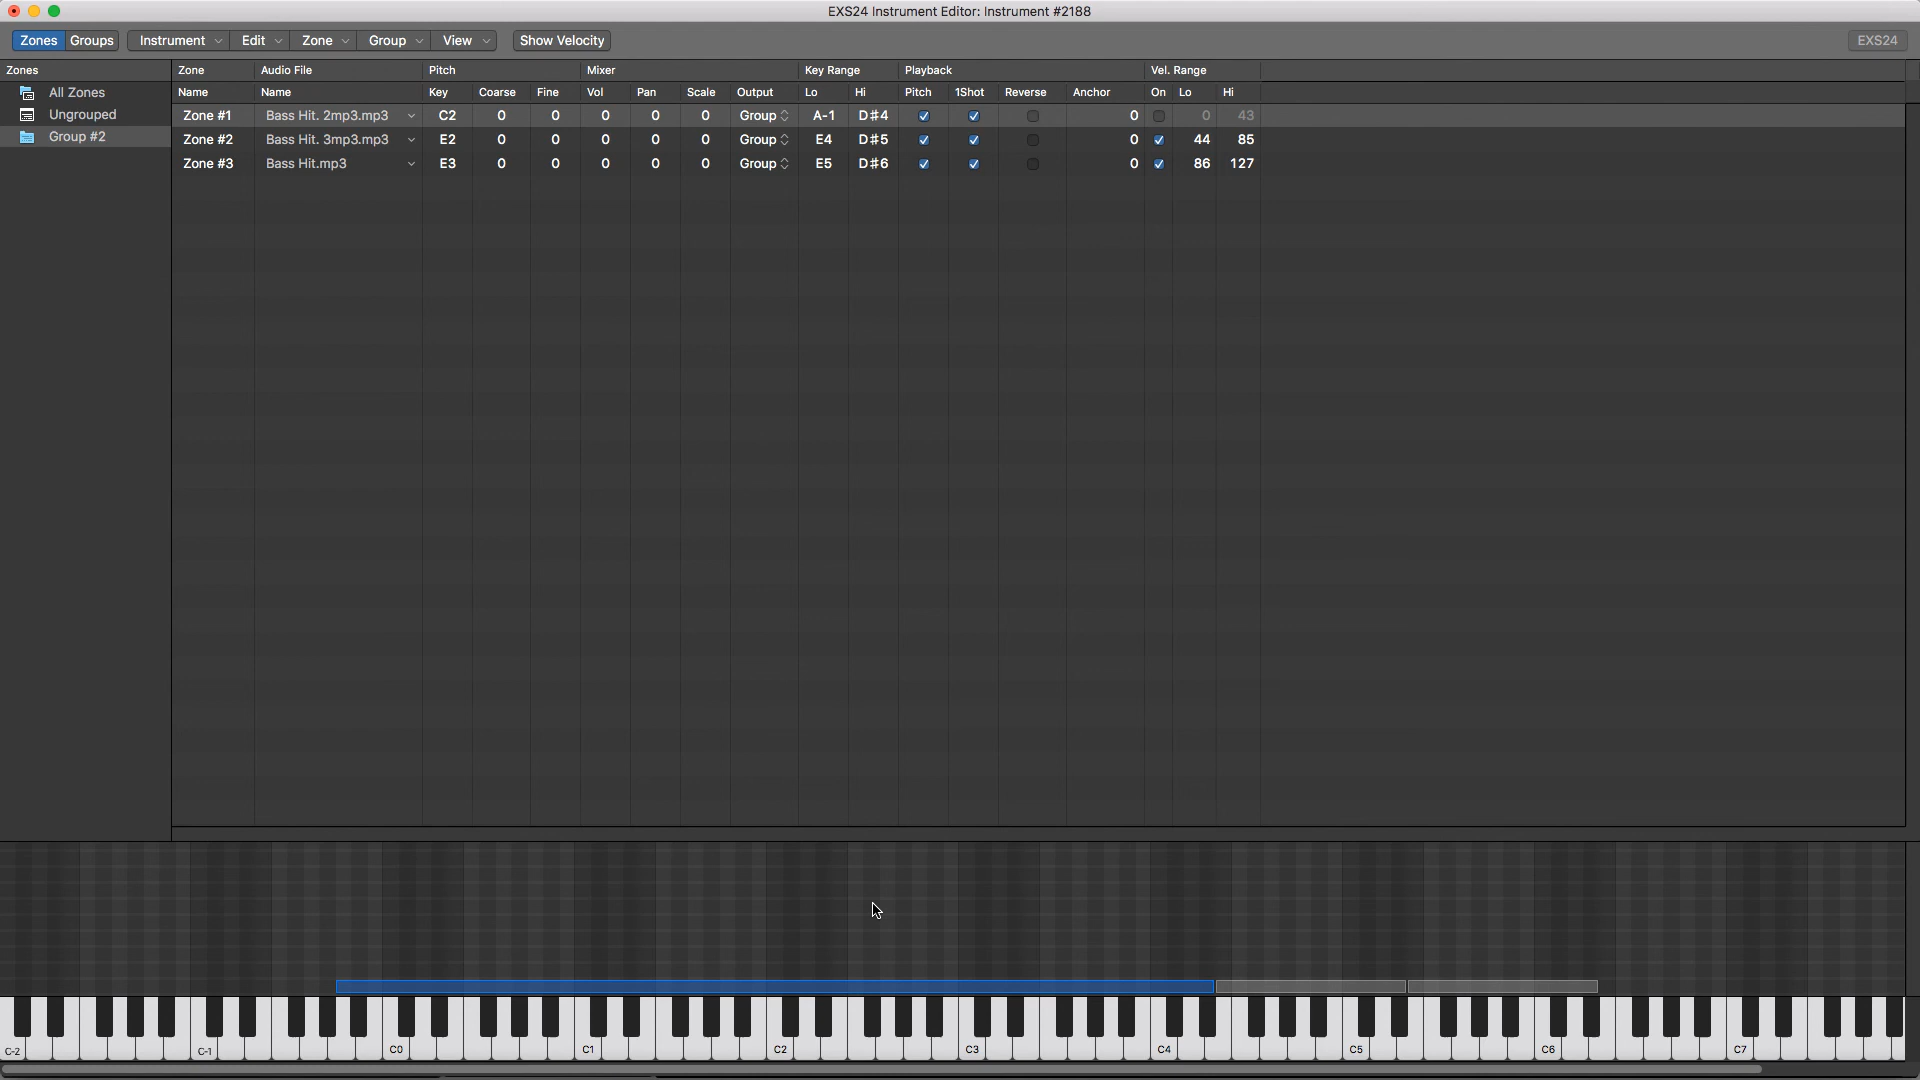 EXS24 Instrument Editor: Instrument #2188
Zones Groups Instrument Edit Zone Group View Show Velocity EXS24
Zones Zone Audio File Pitch Mixer Key Range Playback Vel. Range
All Zones Name Name Key Coarse Fine Vol Pan Scale Output Lo Hi Pitch 1Shot Reverse Anchor On Lo Hi
Ungrouped Zone #1 Bass Hit. 2mp3.mp3 C2 0 0 0 0 0 Group A-1 D♯4 0 0 43
Group #2 Zone #2 Bass Hit. 3mp3.mp3 E2 0 0 0 0 0 Group E4 D♯5 0 44 85
Zone #3 Bass Hit.mp3 E3 0 0 0 0 0 Group E5 D♯6 0 86 127
C-2 C-1 C0 C1 C2 C3 C4 C5 C6 C7